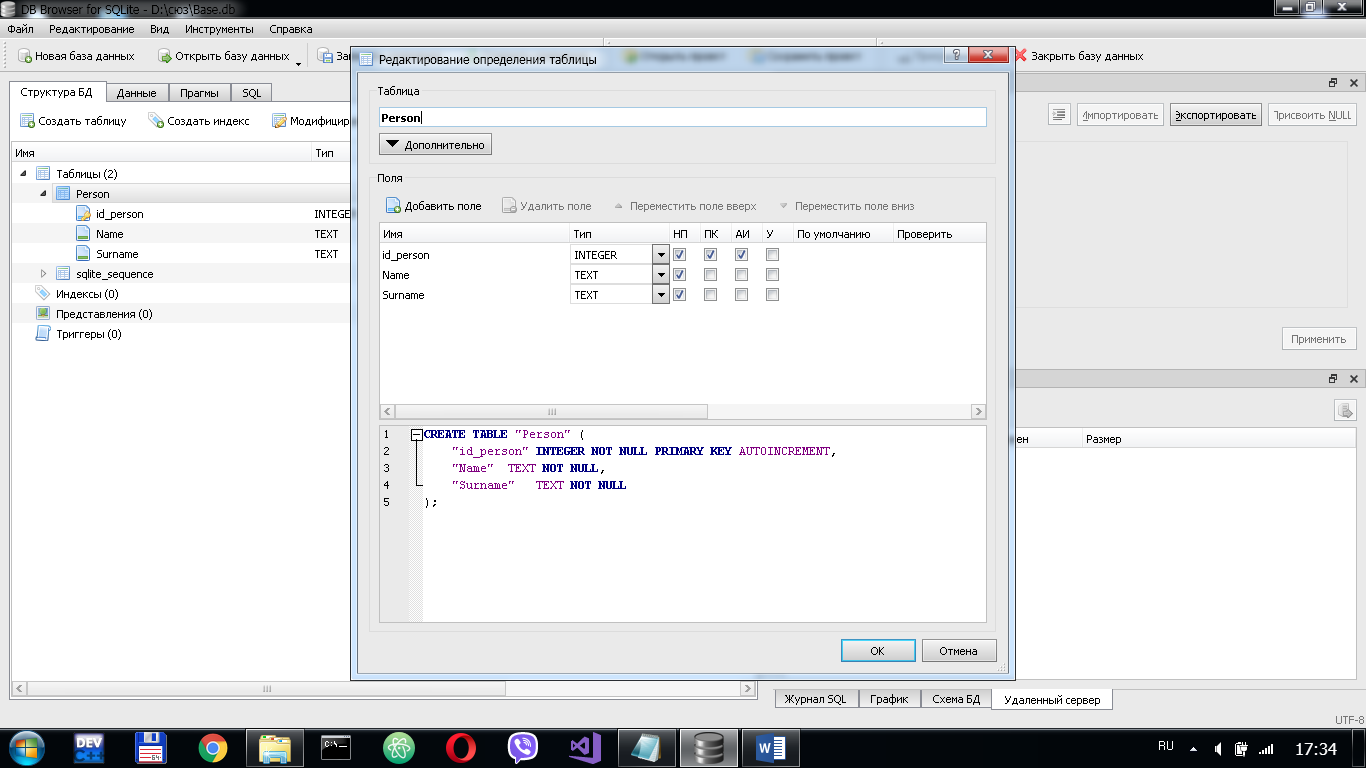 DB Browser for SQLite - D:\сюз\Base.db
Файл Редактирование Вид Инструменты Справка
Новая база данных Открыть базу данных Закрыть базу данных
Редактирование определения таблицы
Структура БД Данные Прагмы SQL
Создать таблицу Создать индекс
Имя Тип
Таблицы (2)
Person
id_person INTEGE
Name TEXT
Surname TEXT
sqlite_sequence
Индексы (0)
Представления (0)
Триггеры (0)
Таблица
Person
Дополнительно
Поля
Добавить поле Удалить поле Переместить поле вверх Переместить поле вниз
Имя Тип НП ПК АИ У По умолчанию Проверить
id_person INTEGER
Name TEXT
Surname TEXT
1 CREATE TABLE "Person" (
2 "id_person" INTEGER NOT NULL PRIMARY KEY AUTOINCREMENT,
3 "Name" TEXT NOT NULL,
4 "Surname" TEXT NOT NULL
5 );
OK Отмена
Импортировать Экспортировать Присвоить NULL
Применить
Размер
Журнал SQL График Схема БД Удаленный сервер
UTF-8
DEV
C++
64
C:\
W
RU 17:34